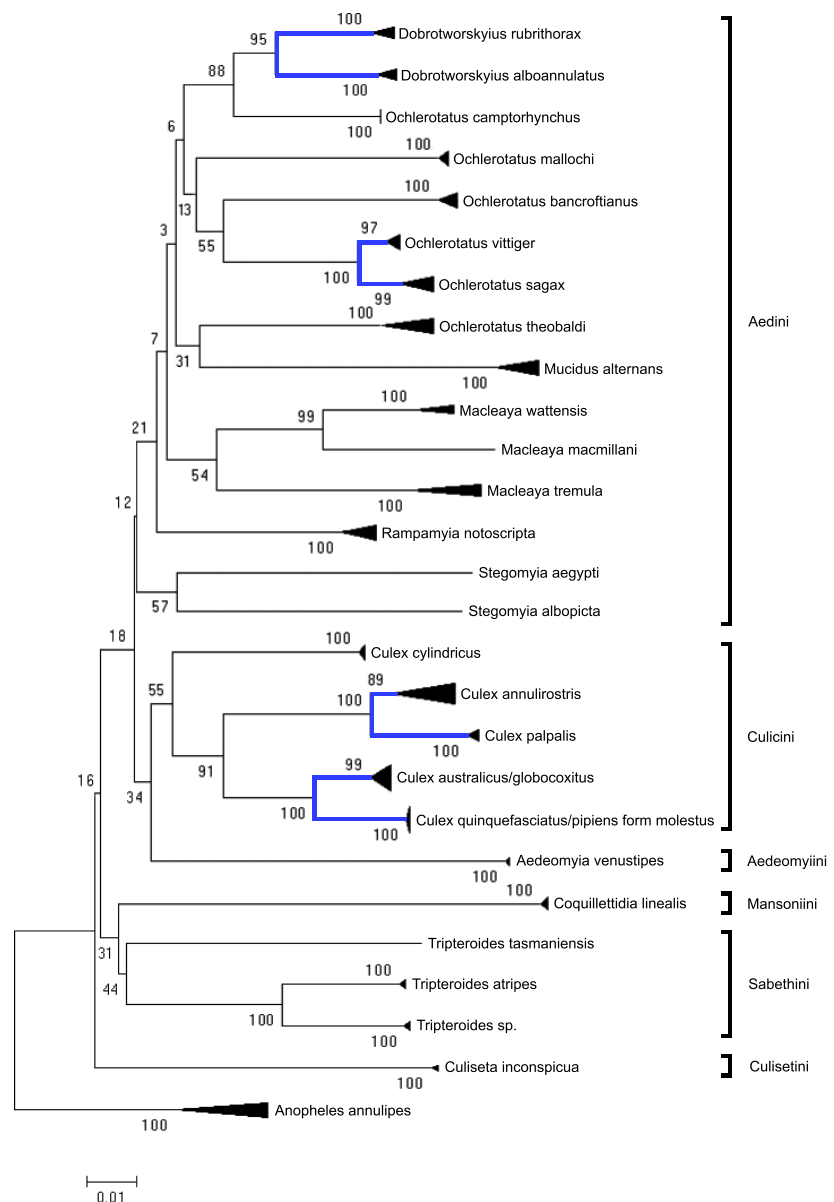 100
95
Dobrotworskyius rubrithorax
88
Dobrotworskyius alboannulatus
100
6
Ochlerotatus camptorhynchus
100
100
Ochlerotatus mallochi
100
13
Ochlerotatus bancroftianus
3
55
97
Ochlerotatus vittiger
100
Ochlerotatus sagax
99
100
Ochlerotatus theobaldi
Aedini
7
31
Mucidus alternans
100
100
99
Macleaya wattensis
21
Macleaya macmillani
54
Macleaya tremula
12
100
Rampamyia notoscripta
100
Stegomyia aegypti
57
Stegomyia albopicta
18
100
Culex cylindricus
55
89
100
Culex annulirostris
Culex palpalis
Culicini
100
91
99
16
Culex australicus/globocoxitus
34
100
Culex quinquefasciatus/pipiens form molestus
100
Aedeomyia venustipes
Aedeomyiini
100
100
Coquillettidia linealis
Mansoniini
31
Tripteroides tasmaniensis
44
100
Tripteroides atripes
Sabethini
100
Tripteroides sp.
100
Culiseta inconspicua
Culisetini
100
Anopheles annulipes
100
0.01